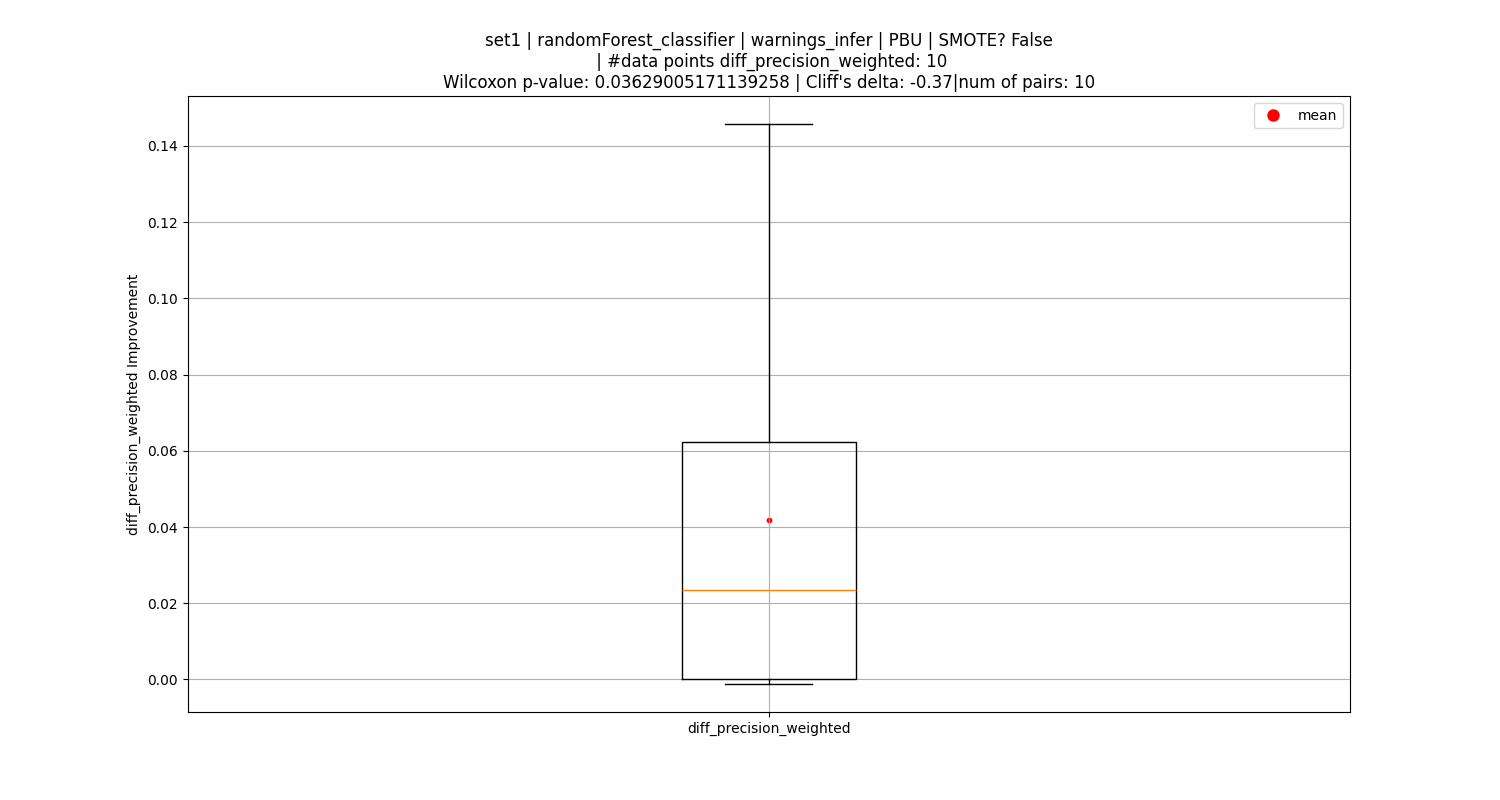 set1 | randomForest_classifier | warnings_infer | PBU | SMOTE? False
| #data points diff_precision_weighted: 10
Wilcoxon p-value: 0.03629005171139258 | Cliff's delta: -0.37|num of pairs: 10
mean
0.14
0.12
0.10
0.08
0.06
0.04
0.02
0.00
diff_precision_weighted Improvement
diff_precision_weighted